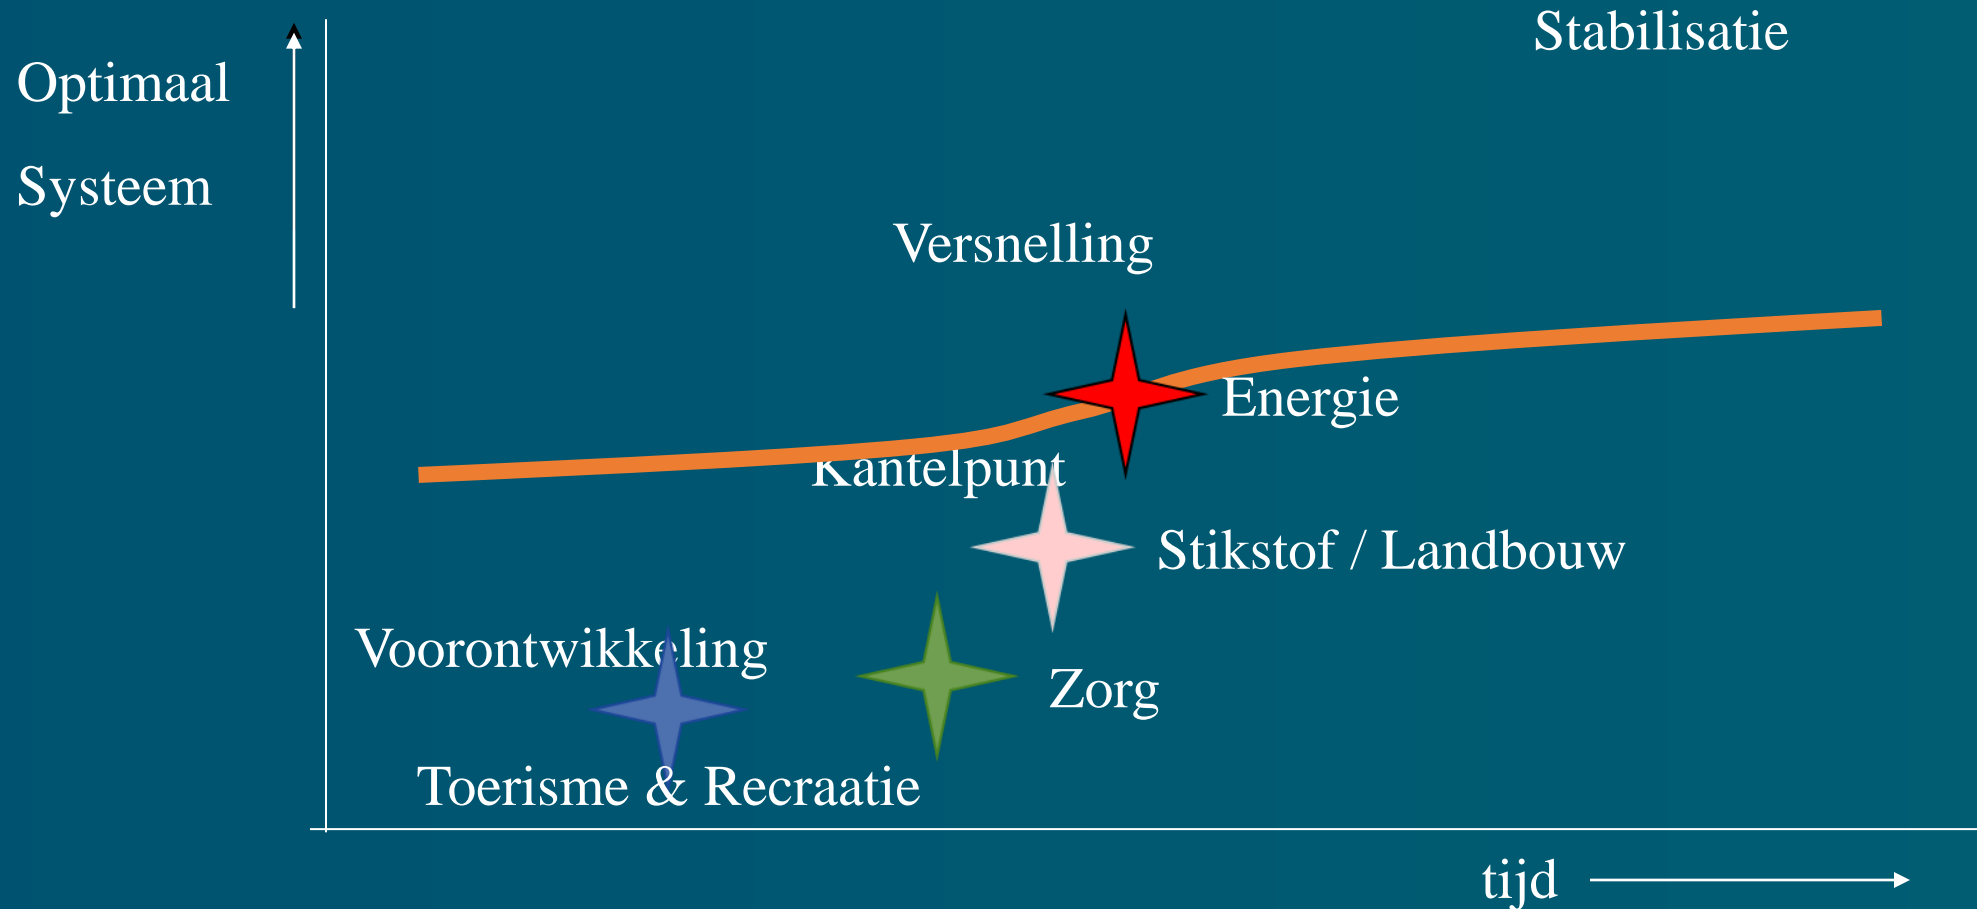 Stabilisatie
Optimaal
Systeem
Versnelling
Energie
Kantelpunt
Stikstof / Landbouw
Voorontwikkeling
Zorg
Toerisme & Recraatie
tijd